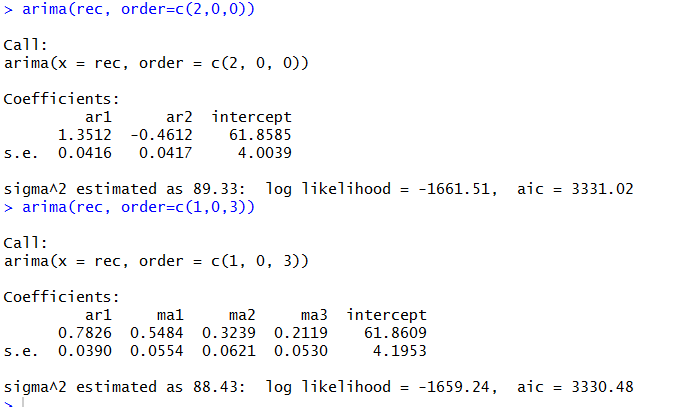 > arima(rec, order=c(2,0,0))
Call:
arima(x = rec, order = c(2, 0, 0))
Coefficients:
ar1 ar2 intercept
1.3512 -0.4612 61.8585
s.e. 0.0416 0.0417 4.0039
sigma^2 estimated as 89.33: log likelihood = -1661.51, aic = 3331.02
> arima(rec, order=c(1,0,3))
Call:
arima(x = rec, order = c(1, 0, 3))
Coefficients:
ar1 ma1 ma2 ma3 intercept
0.7826 0.5484 0.3239 0.2119 61.8609
s.e. 0.0390 0.0554 0.0621 0.0530 4.1953
sigma^2 estimated as 88.43: log likelihood = -1659.24, aic = 3330.48
>